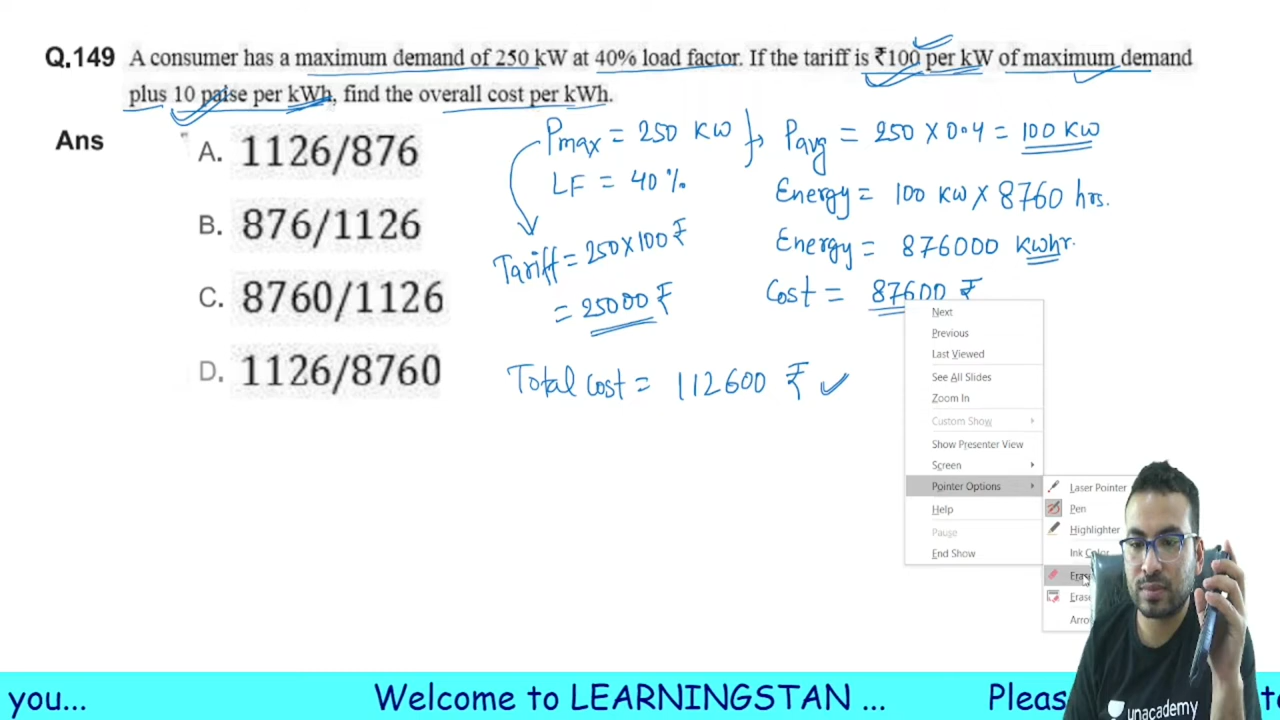 Q.149 A consumer has a maximum demand of 250 kW at 40% load factor. If the tariff is ₹100 per kW of maximum demand
plus 10 paise per kWh, find the overall cost per kWh.
Ans
A. 1126/876
B. 876/1126
C. 8760/1126
D. 1126/8760
Pmax = 250 KW
LF = 40%
Pavg = 250 × 0.4 = 100 KW
Energy = 100 KW × 8760 hrs.
Energy = 876000 Kwhr.
Cost = 87600 ₹
Tariff = 250×100 ₹
= 25000 ₹
Total Cost = 112600 ₹
Next
Previous
Last Viewed
See All Slides
Zoom In
Custom Show
Show Presenter View
Screen
Pointer Options
Help
Pause
End Show
Laser Pointer
Pen
Highlighter
Ink Color
Eras
Erase
Arro
unacademy
you... Welcome to LEARNINGSTAN ... Pleas